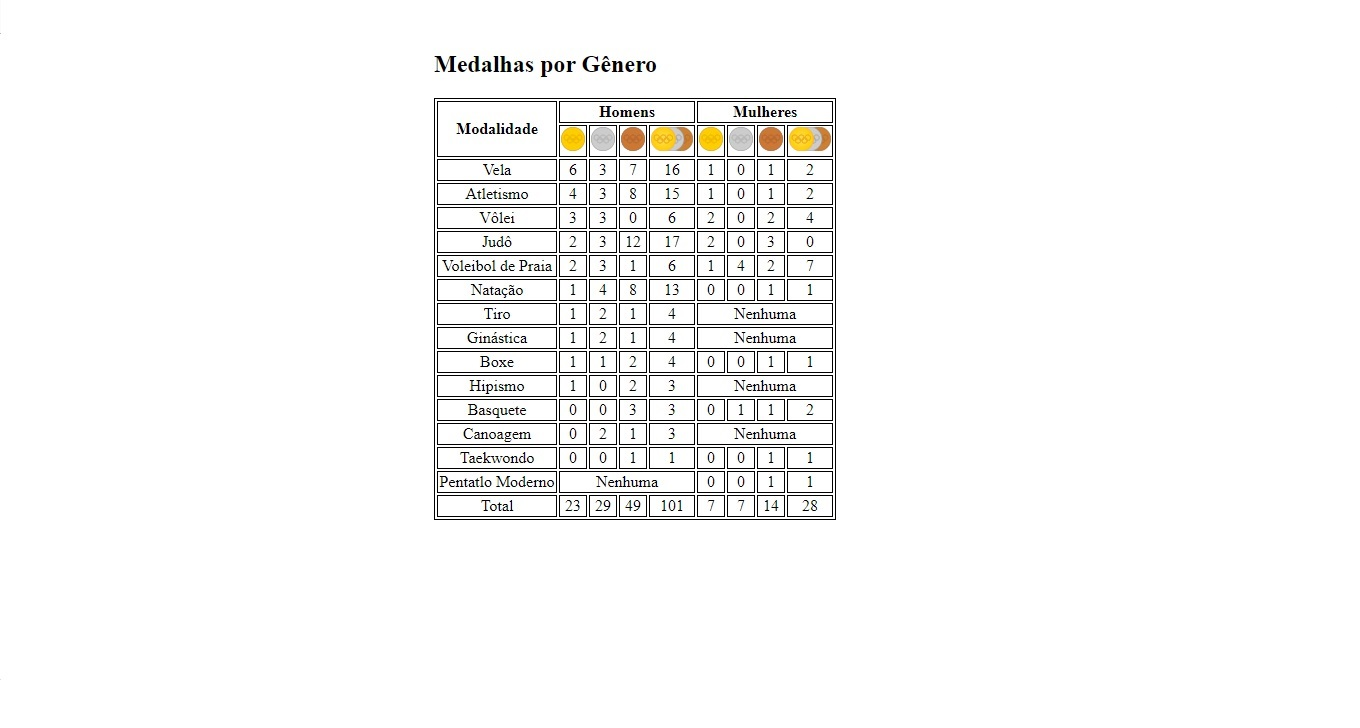 Medalhas por Gênero
Modalidade Homens Mulheres
Vela 6 3 7 16 1 0 1 2
Atletismo 4 3 8 15 1 0 1 2
Vôlei 3 3 0 6 2 0 2 4
Judô 2 3 12 17 2 0 3 0
Voleibol de Praia 2 3 1 6 1 4 2 7
Natação 1 4 8 13 0 0 1 1
Tiro 1 2 1 4 Nenhuma
Ginástica 1 2 1 4 Nenhuma
Boxe 1 1 2 4 0 0 1 1
Hipismo 1 0 2 3 Nenhuma
Basquete 0 0 3 3 0 1 1 2
Canoagem 0 2 1 3 Nenhuma
Taekwondo 0 0 1 1 0 0 1 1
Pentatlo Moderno Nenhuma 0 0 1 1
Total 23 29 49 101 7 7 14 28